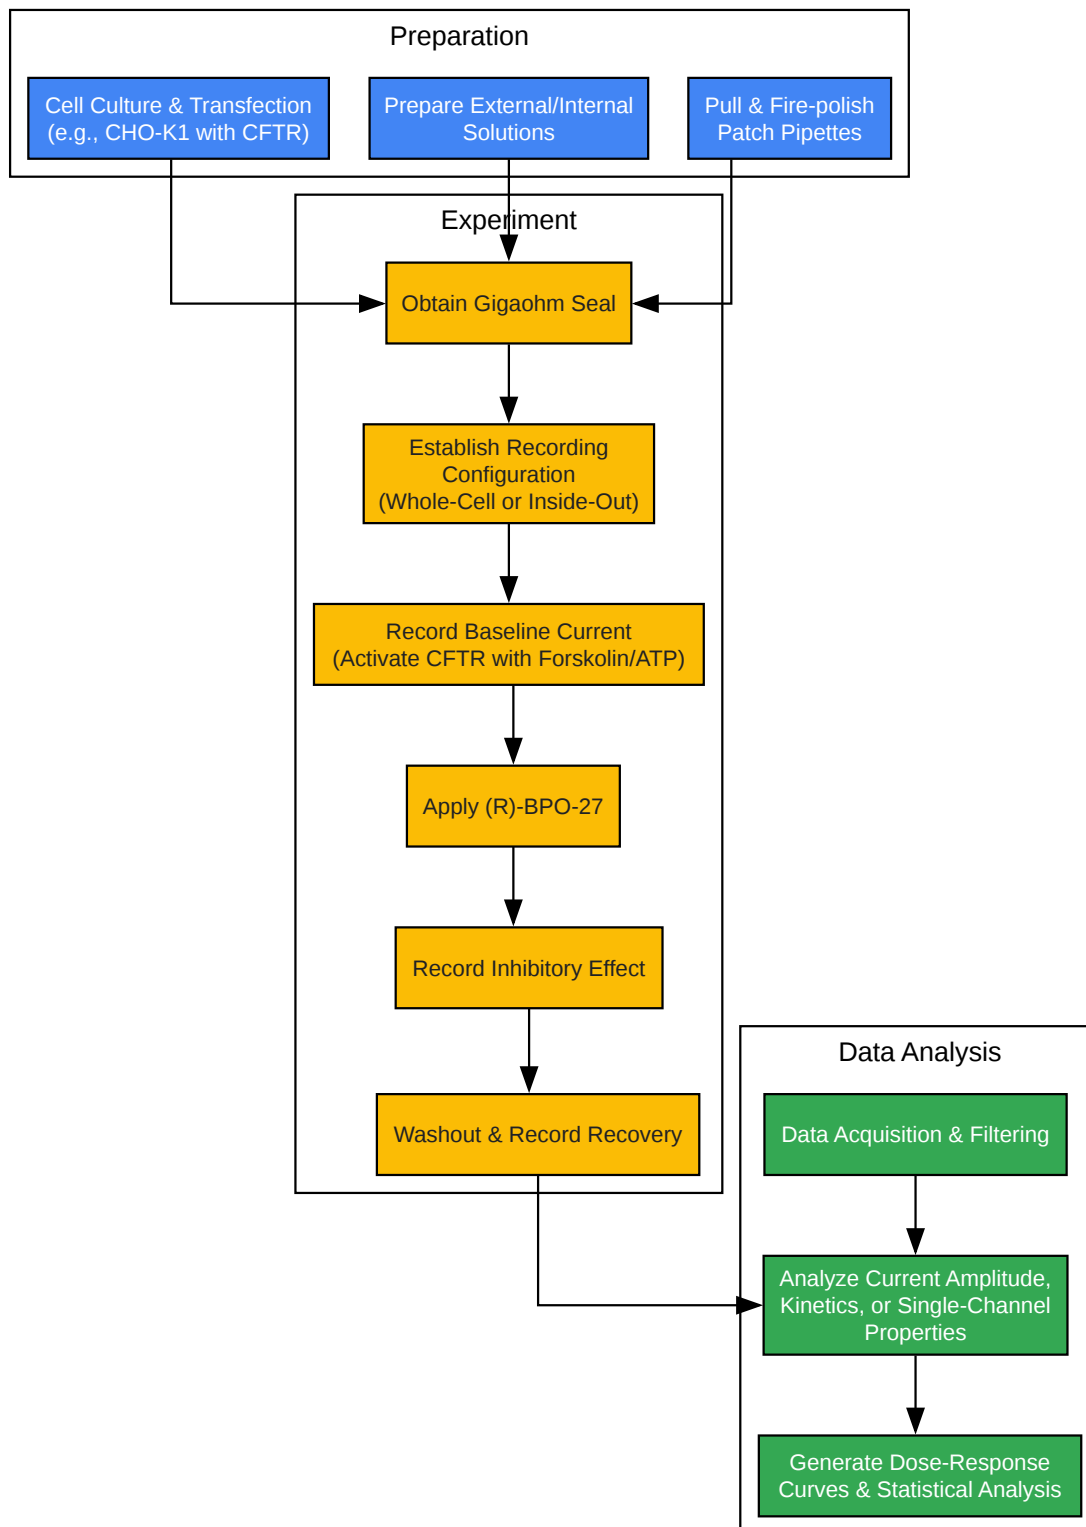 Preparation
Cell Culture & Transfection
(e.g., CHO-K1 with CFTR)
Prepare External/Internal
Solutions
Pull & Fire-polish
Patch Pipettes
Experiment
Obtain Gigaohm Seal
Establish Recording
Configuration
(Whole-Cell or Inside-Out)
Record Baseline Current
(Activate CFTR with Forskolin/ATP)
Apply (R)-BPO-27
Record Inhibitory Effect
Washout & Record Recovery
Data Analysis
Data Acquisition & Filtering
Analyze Current Amplitude,
Kinetics, or Single-Channel
Properties
Generate Dose-Response
Curves & Statistical Analysis